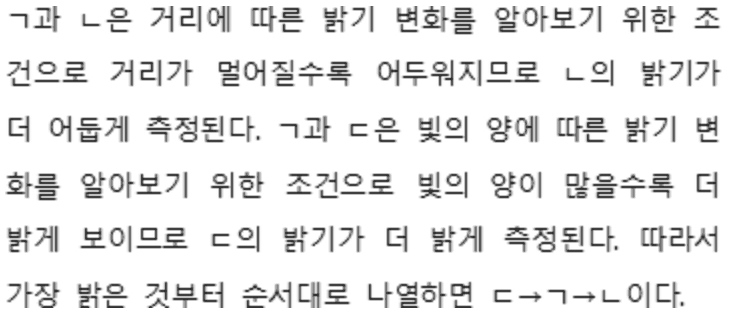 ㄱ과 ㄴ은 거리에 따른 밝기 변화를 알아보기 위한 조
건으로 거리가 멀어질수록 어두워지므로 ㄴ의 밝기가
더 어둡게 측정된다. ㄱ과 ㄷ은 빛의 양에 따른 밝기 변
화를 알아보기 위한 조건으로 빛의 양이 많을수록 더
밝게 보이므로 ㄷ의 밝기가 더 밝게 측정된다. 따라서
가장 밝은 것부터 순서대로 나열하면 ㄷ→ㄱ→ㄴ이다.